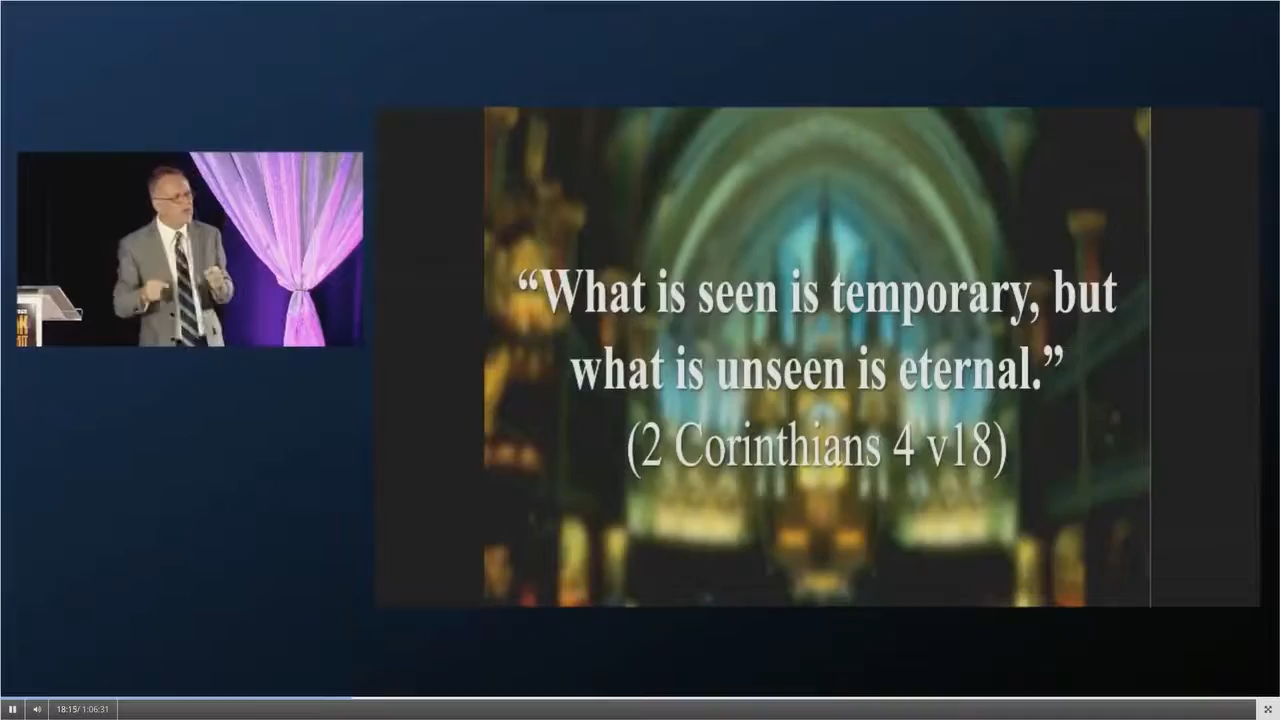 “What is seen is temporary, but
what is unseen is eternal.”
(2 Corinthians 4 v18)
18:15/ 1:06:31